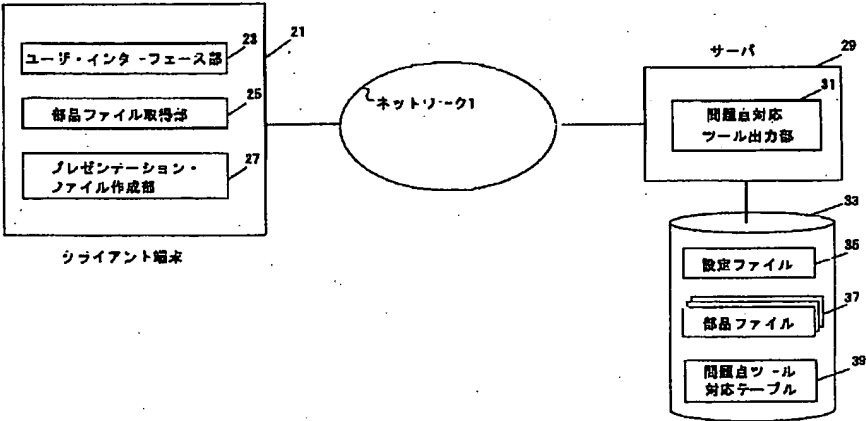 23
ユーザ・インターフェース部
21
25
部品ファイル取得部
27
プレゼンテーション・
ファイル作成部
クライアント端末
ネットワーク1
サーバ
29
31
問題点対応
ツール出力部
33
35
設定ファイル
37
部品ファイル
39
問題点ツール
対応テーブル